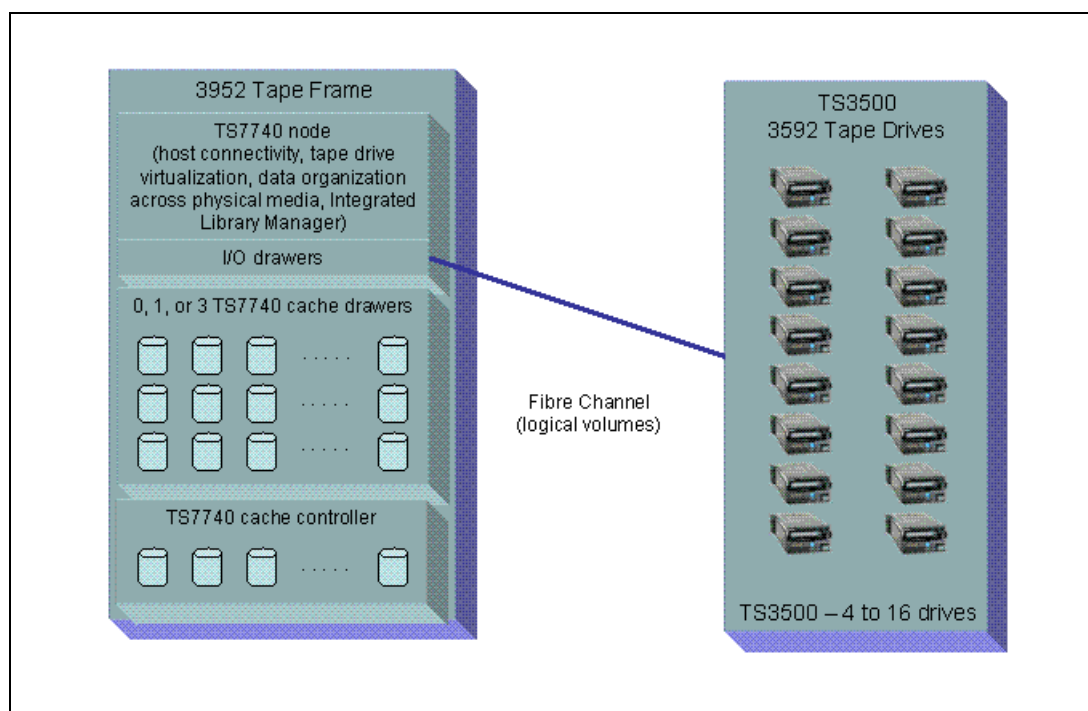 3952 Tape Frame
TS7740 node
(host connectivity, tape drive
virtualization, data organization
across physical media, Integrated
Library Manager)
I/O drawers
0, 1, or 3 TS7740 cache drawers
. . . . .
. . . . .
. . . . .
TS7740 cache controller
. . . . .
Fibre Channel
(logical volumes)
TS3500
3592 Tape Drives
TS3500 – 4 to 16 drives